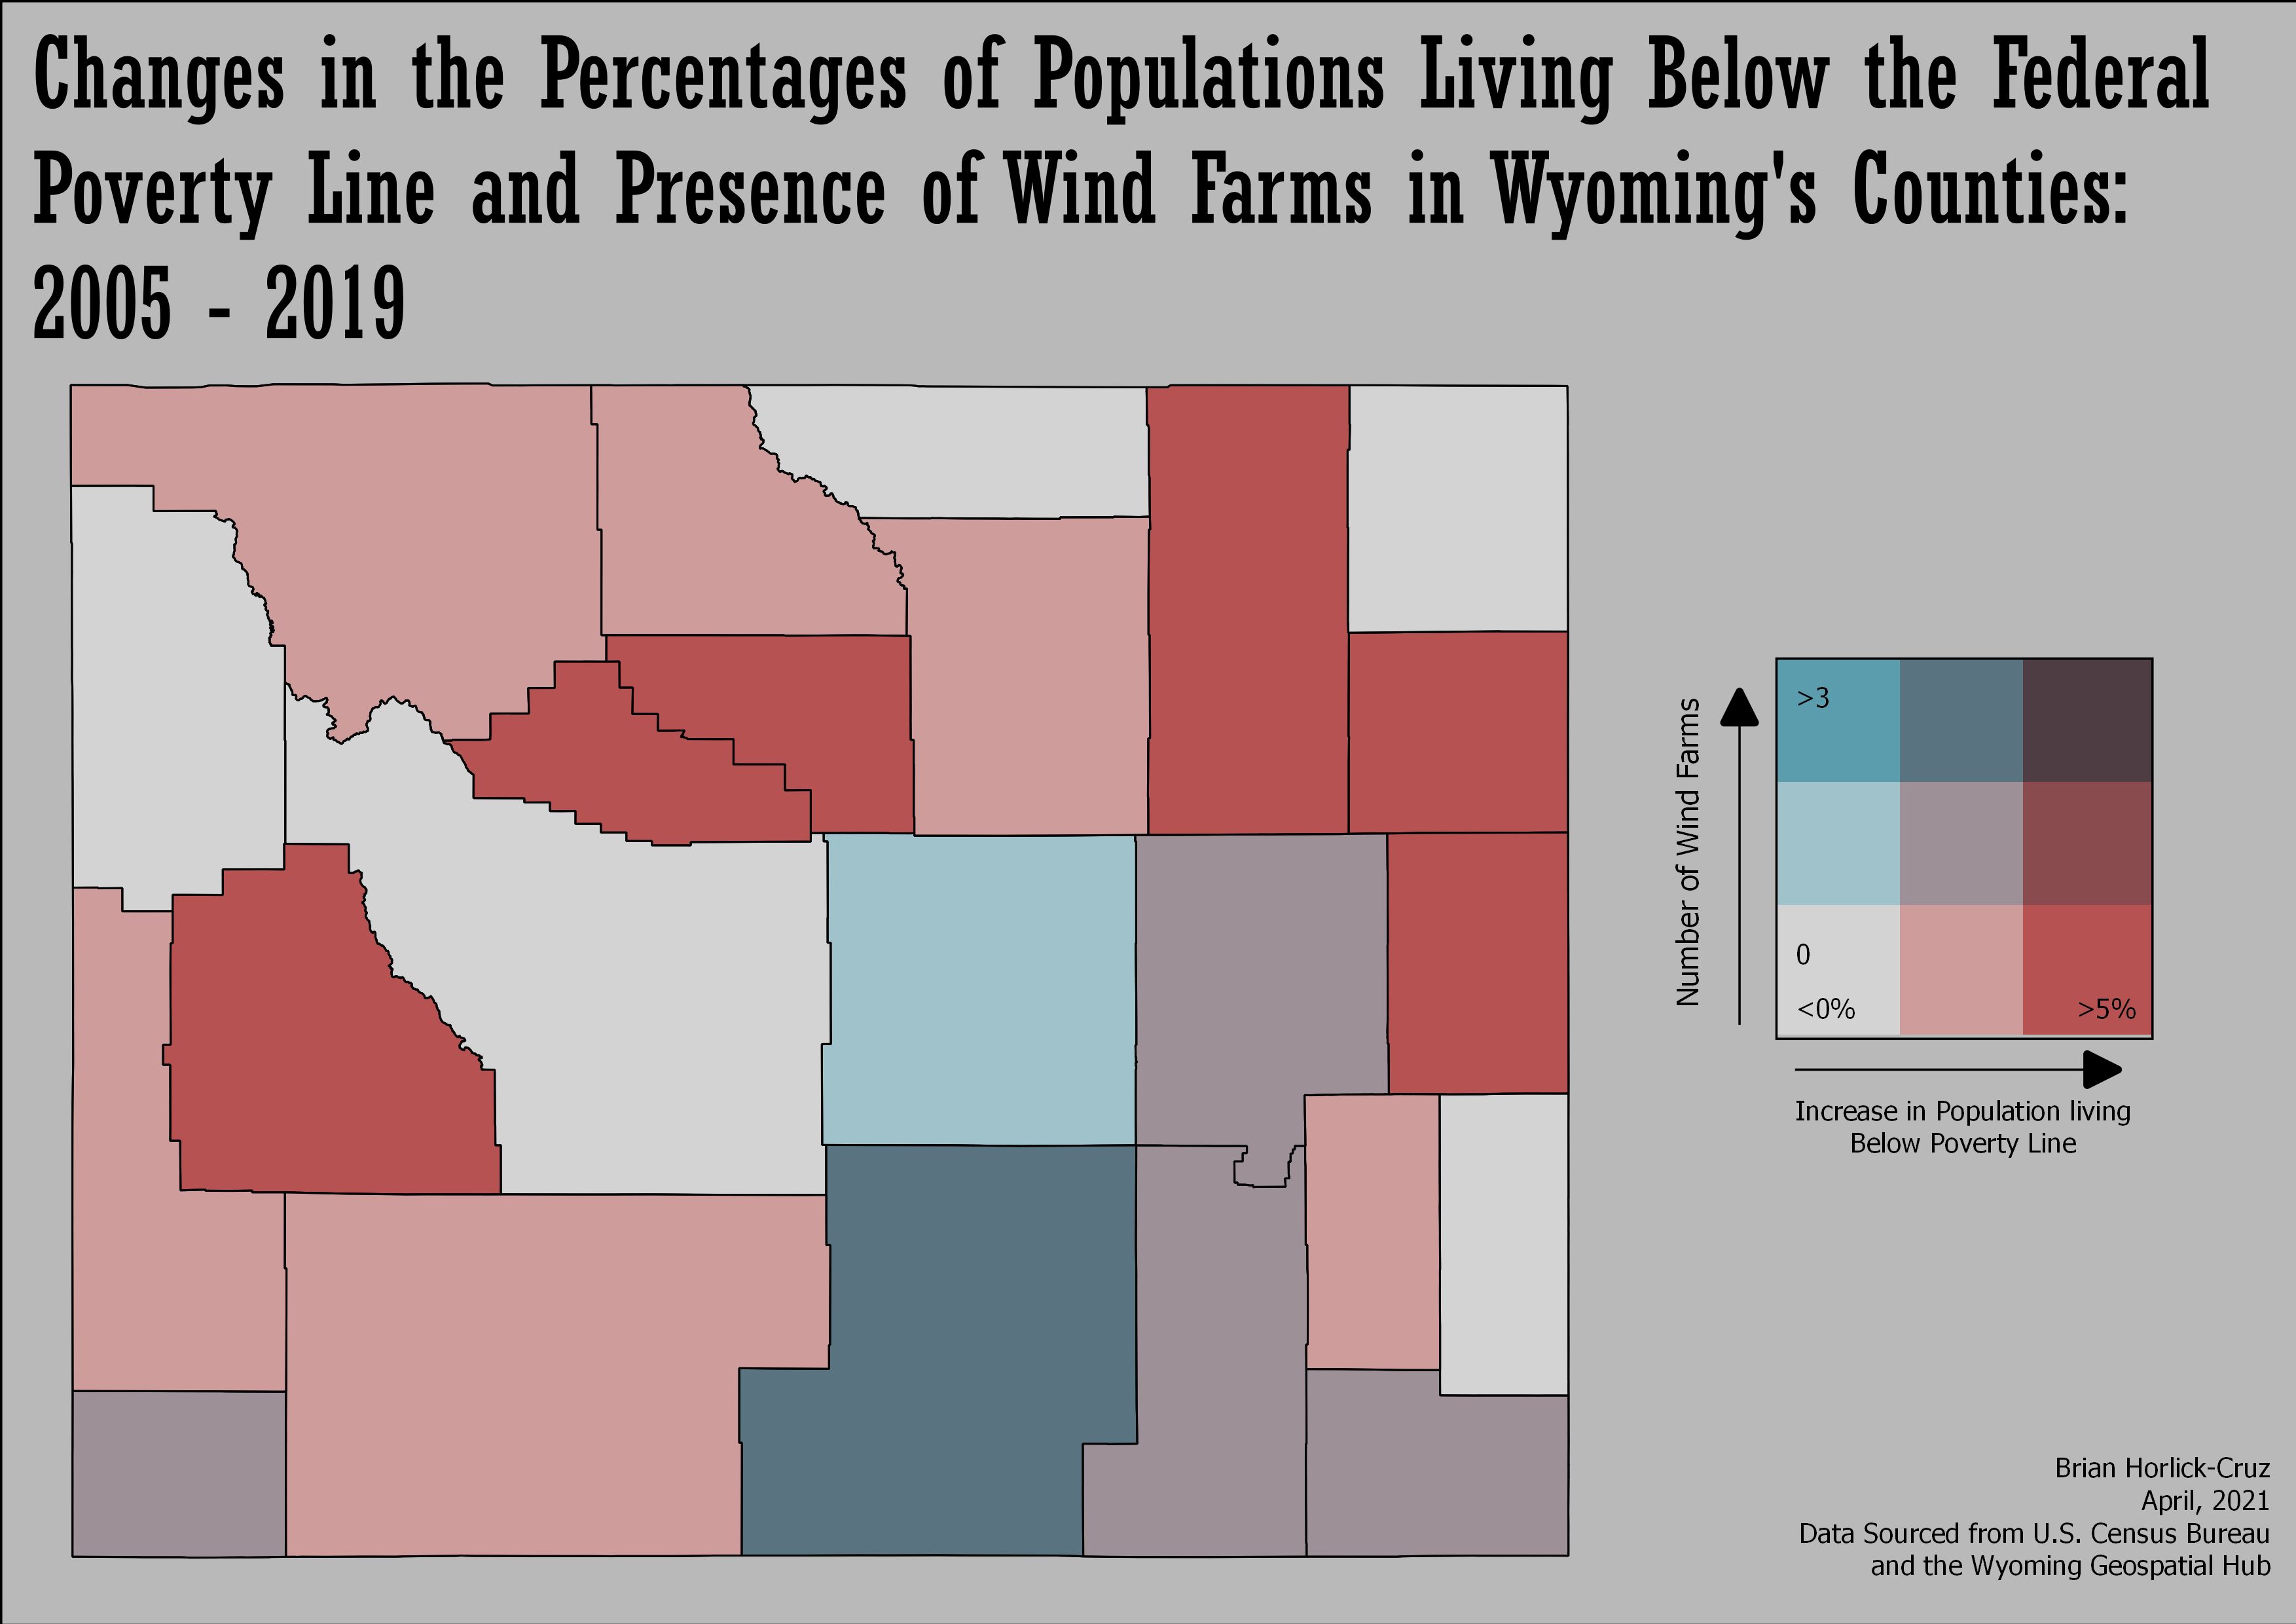 Changes in the Percentages of Populations Living Below the Federal
Poverty Line and Presence of Wind Farms in Wyoming's Counties:
2005 - 2019
Number of Wind Farms
>3
0
<0%
>5%
Increase in Population living
Below Poverty Line
Brian Horlick-Cruz
April, 2021
Data Sourced from U.S. Census Bureau
and the Wyoming Geospatial Hub